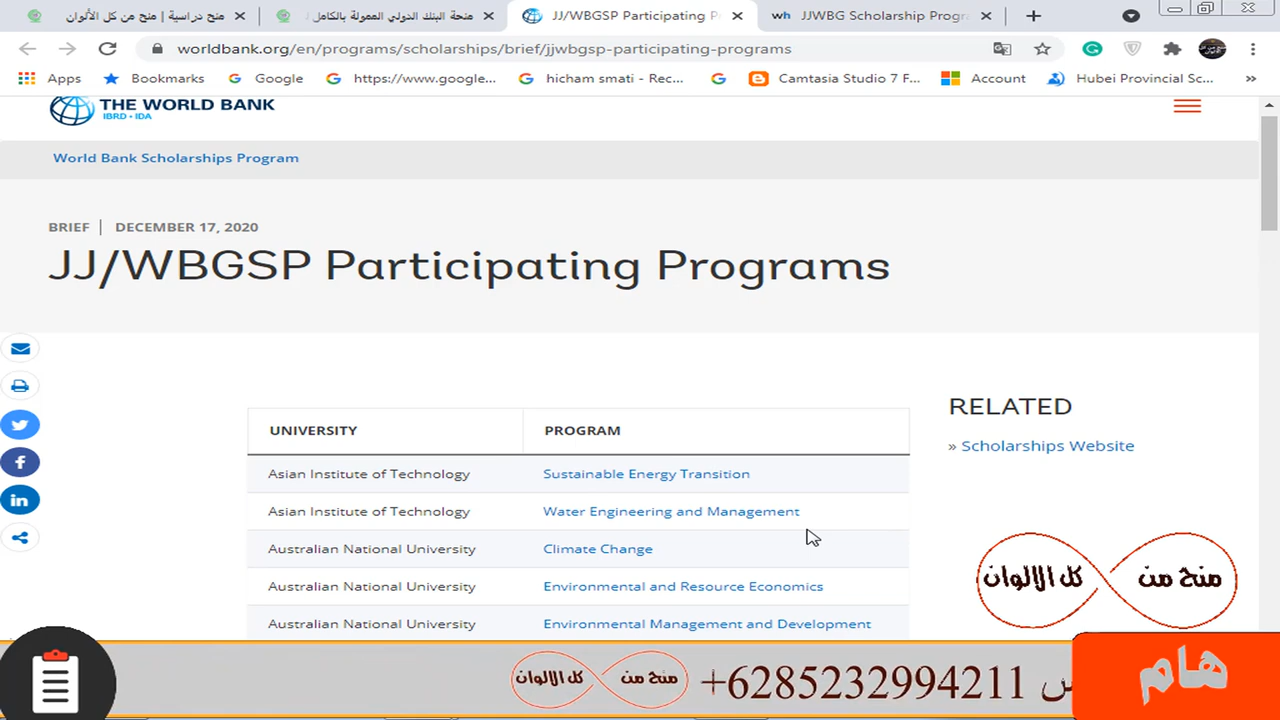 منح دراسية | منح من كل الألوان
منحة البنك الدولي الممولة بالكامل
JJ/WBGSP Participating P
wh JJWBG Scholarship Progra
worldbank.org/en/programs/scholarships/brief/jjwbgsp-participating-programs
Apps
Bookmarks
Google
https://www.google...
hicham smati - Rec...
Camtasia Studio 7 F...
Account
Hubei Provincial Sc...
»
THE WORLD BANK
IBRD • IDA
World Bank Scholarships Program
BRIEF | DECEMBER 17, 2020
JJ/WBGSP Participating Programs
UNIVERSITY PROGRAM
Asian Institute of Technology Sustainable Energy Transition
Asian Institute of Technology Water Engineering and Management
Australian National University Climate Change
Australian National University Environmental and Resource Economics
Australian National University Environmental Management and Development
RELATED
» Scholarships Website
منح من كل الالوان
منح من كل الالوان
+6285232994211
هام